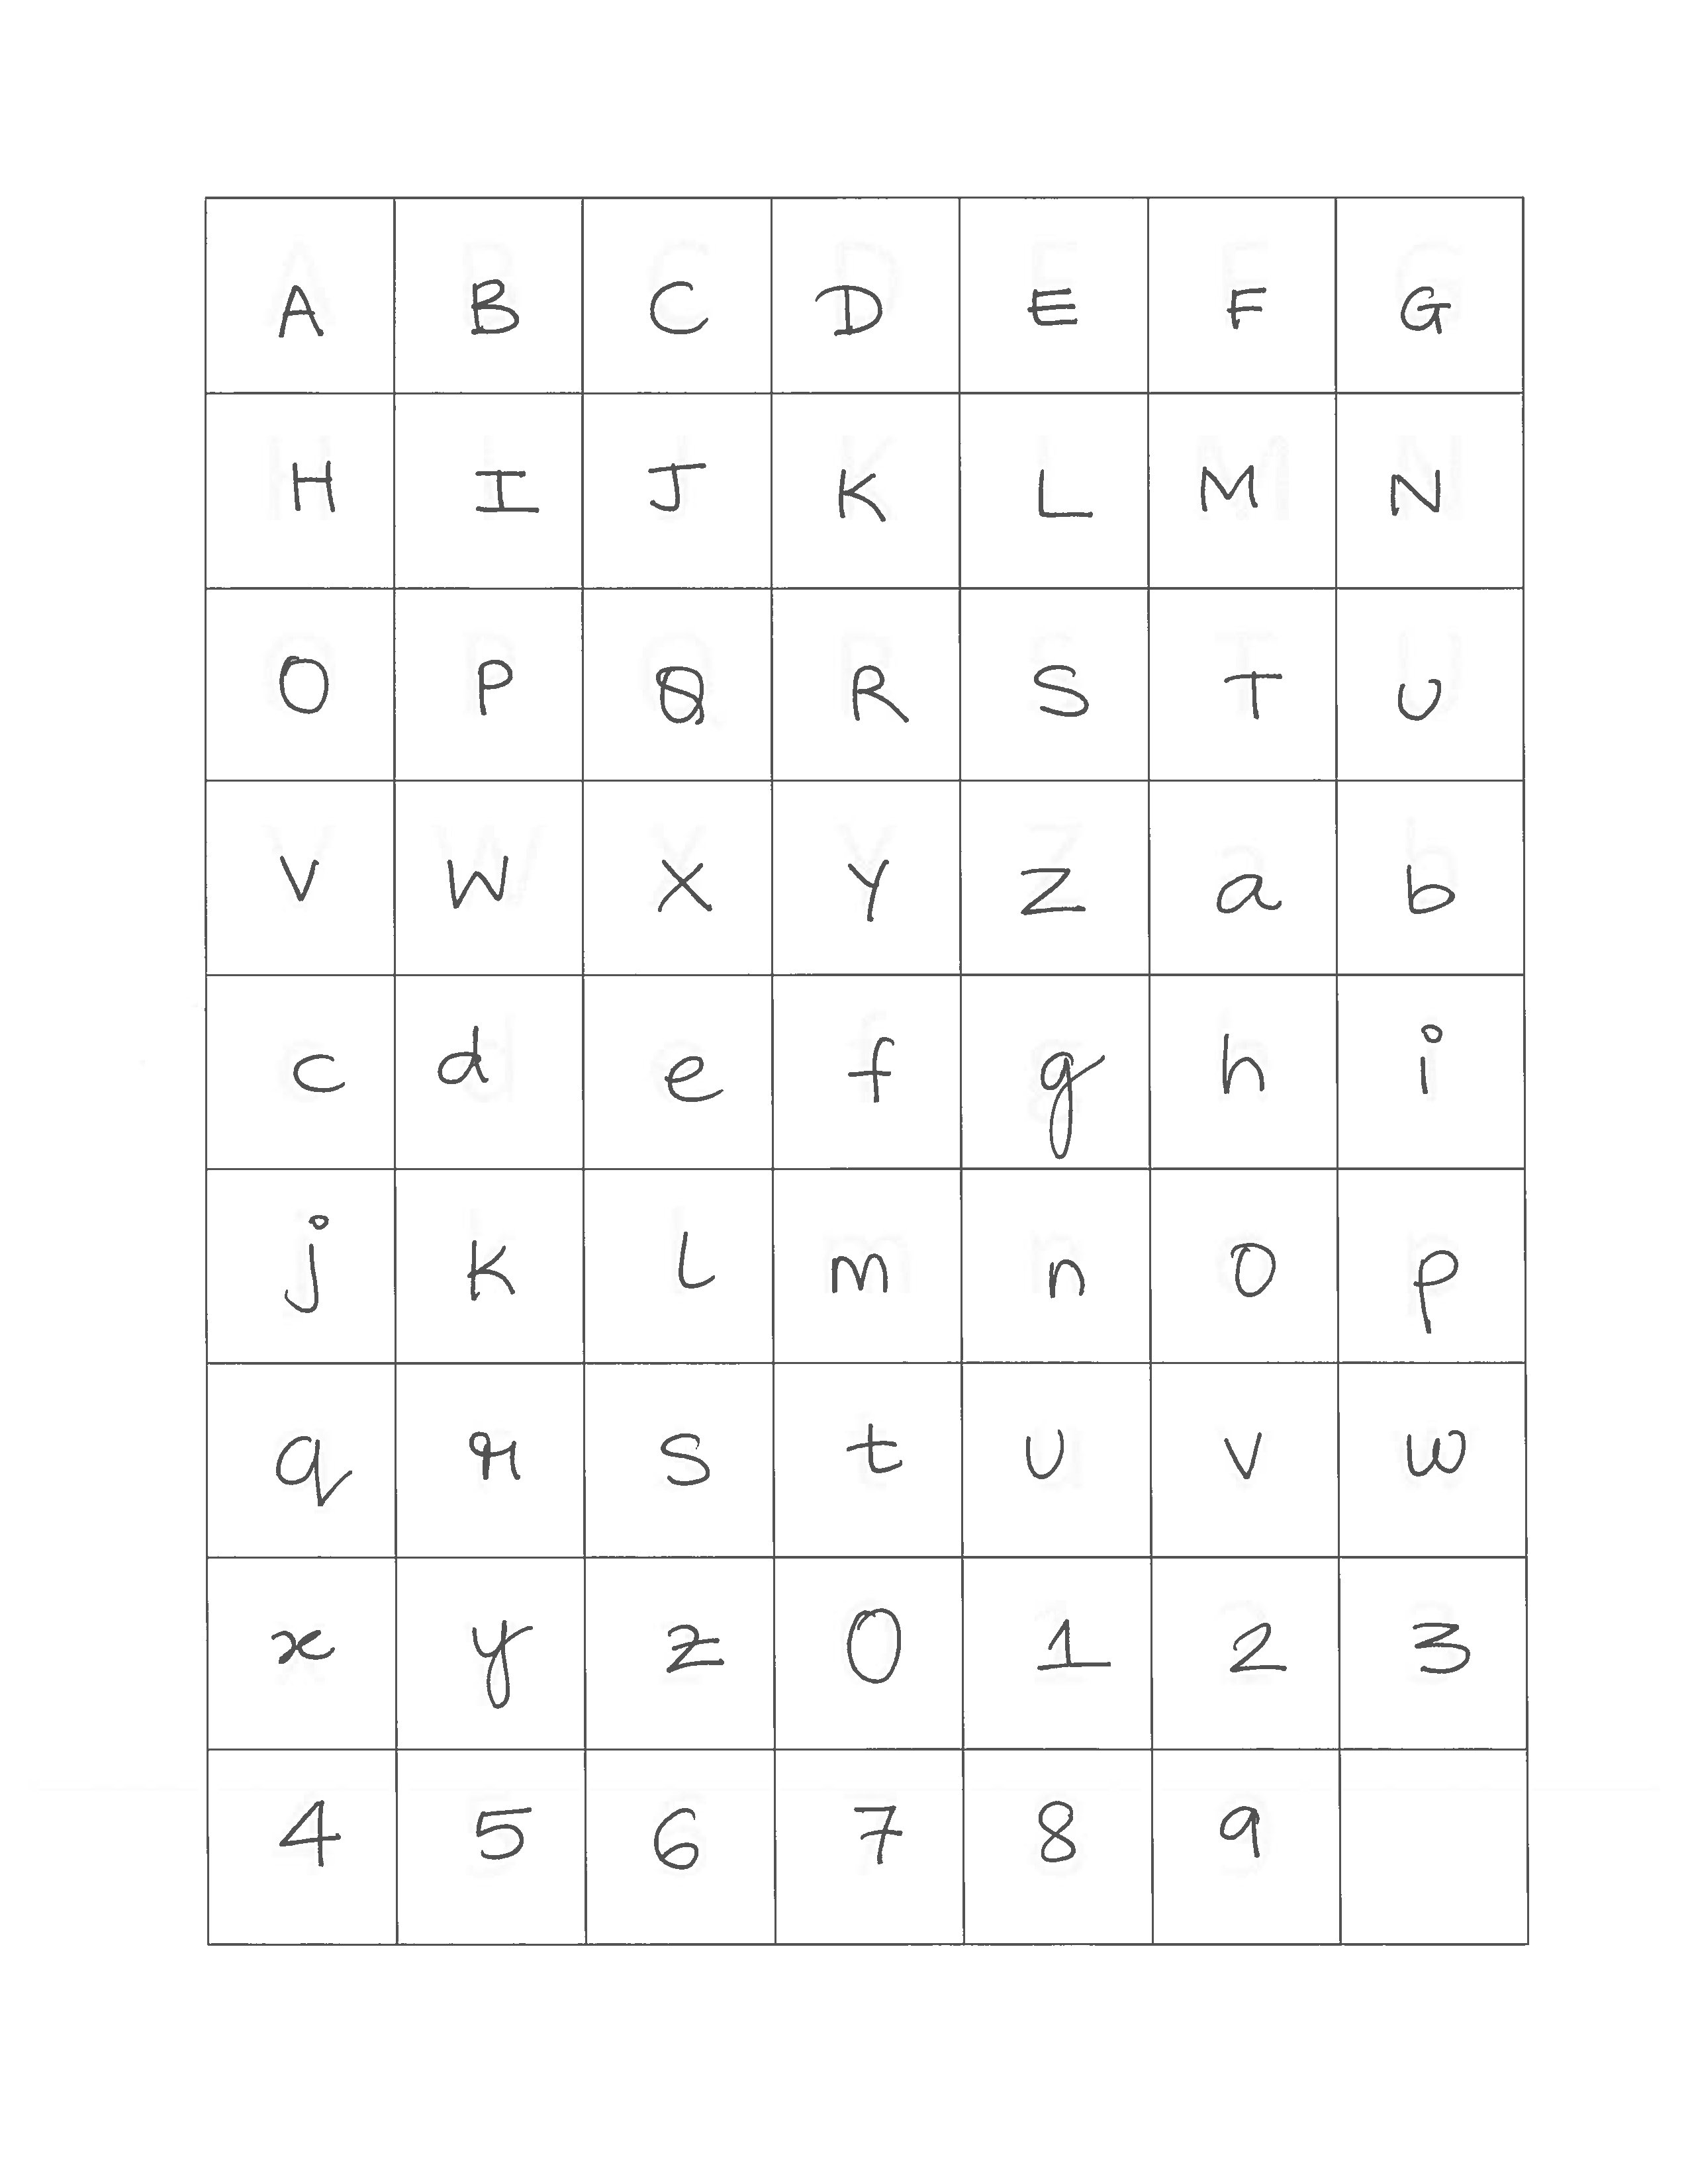 A B C D E F G
H I J K L M N
O P Q R S T U
V W X Y Z a b
c d e f g h i
j k l m n o p
q r s t u v w
x y z 0 1 2 3
4 5 6 7 8 9